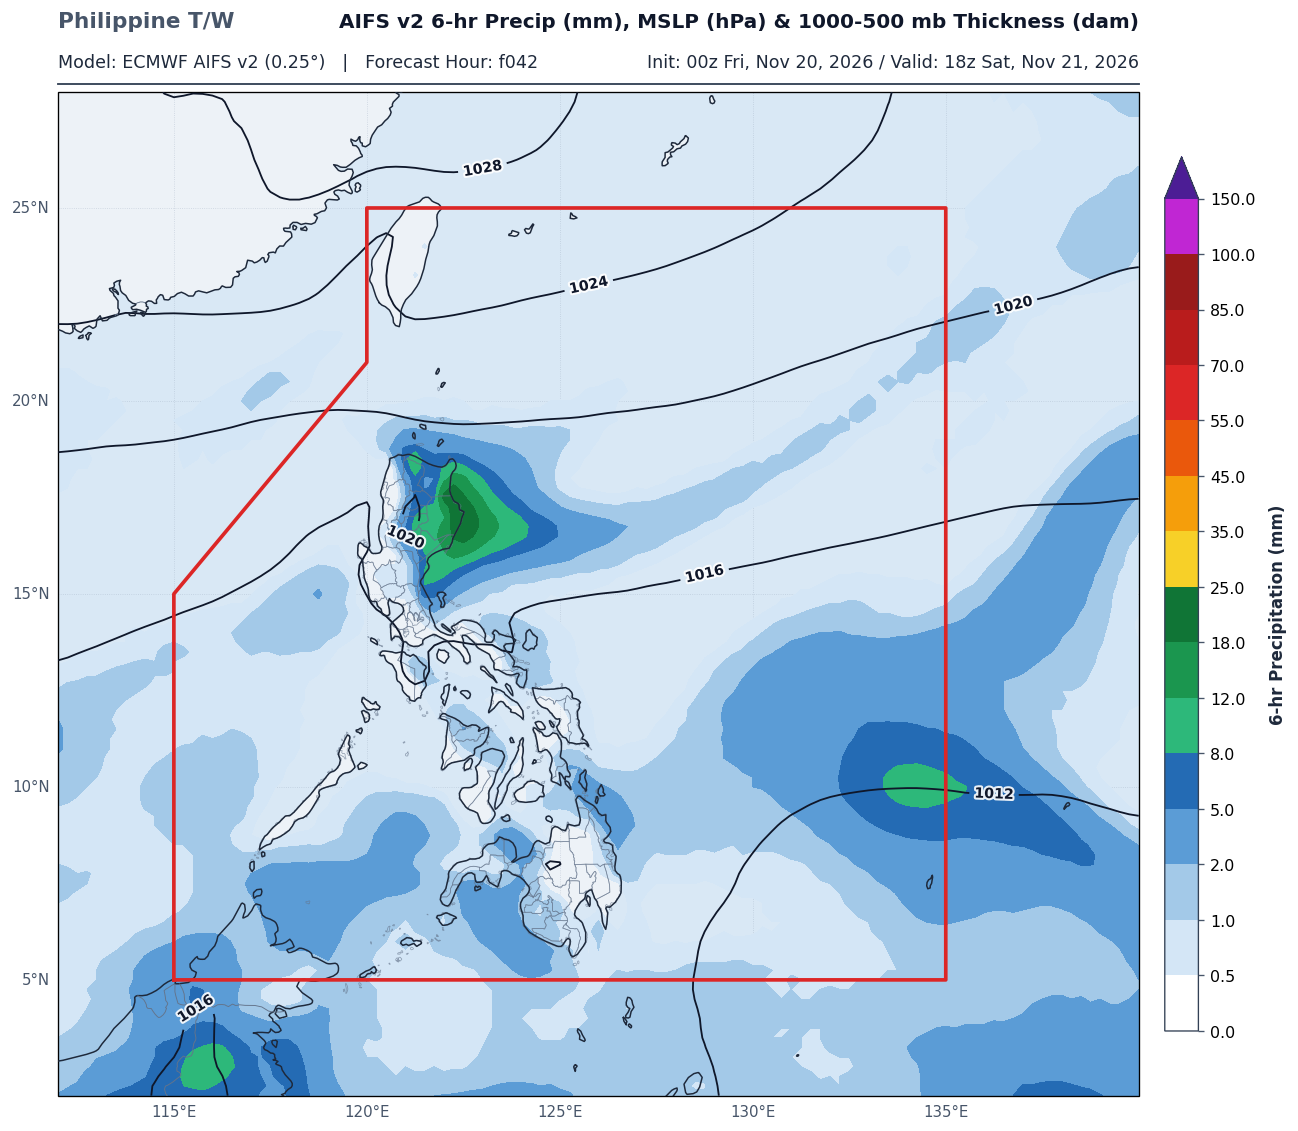 Philippine T/W
AIFS v2 6-hr Precip (mm), MSLP (hPa) & 1000-500 mb Thickness (dam)
Model: ECMWF AIFS v2 (0.25°) | Forecast Hour: f042
Init: 00z Fri, Nov 20, 2026 / Valid: 18z Sat, Nov 21, 2026
1028
1024
1020
1020
1016
1012
1016
25°N
20°N
15°N
10°N
5°N
115°E
120°E
125°E
130°E
135°E
150.0
100.0
85.0
70.0
55.0
45.0
35.0
25.0
18.0
12.0
8.0
5.0
2.0
1.0
0.5
0.0
6-hr Precipitation (mm)